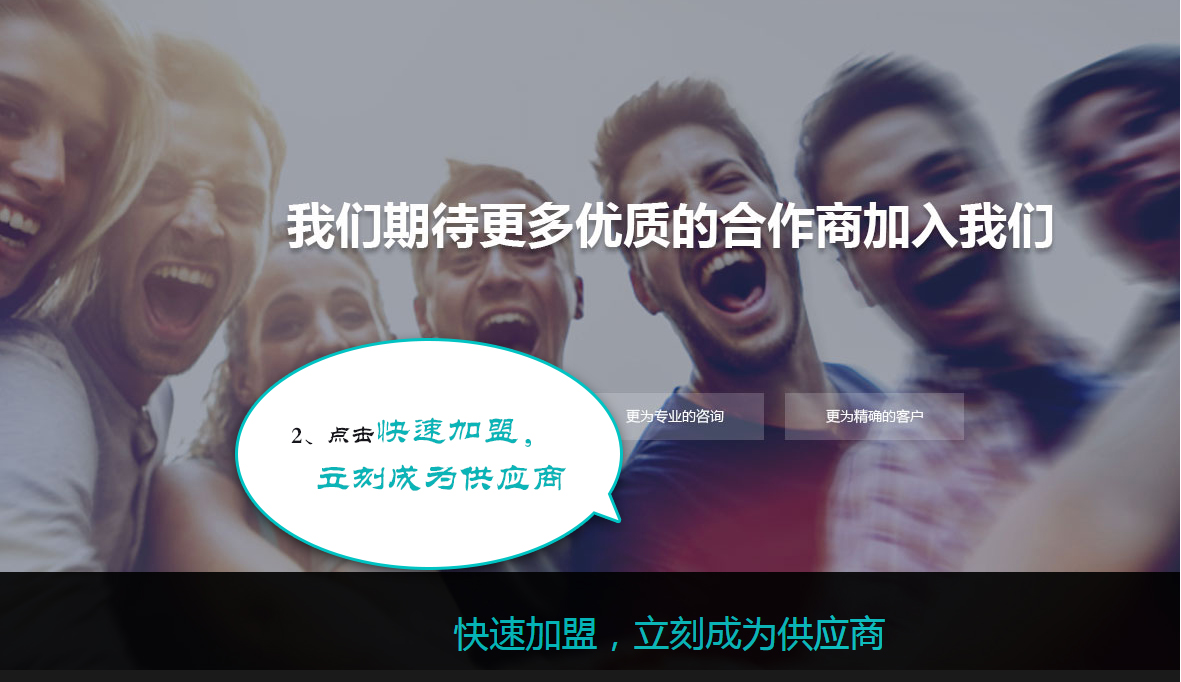 我们期待更多优质的合作商加入我们
更为专业的咨询
更为精确的客户
2、点击快速加盟，
立刻成为供应商
快速加盟，立刻成为供应商